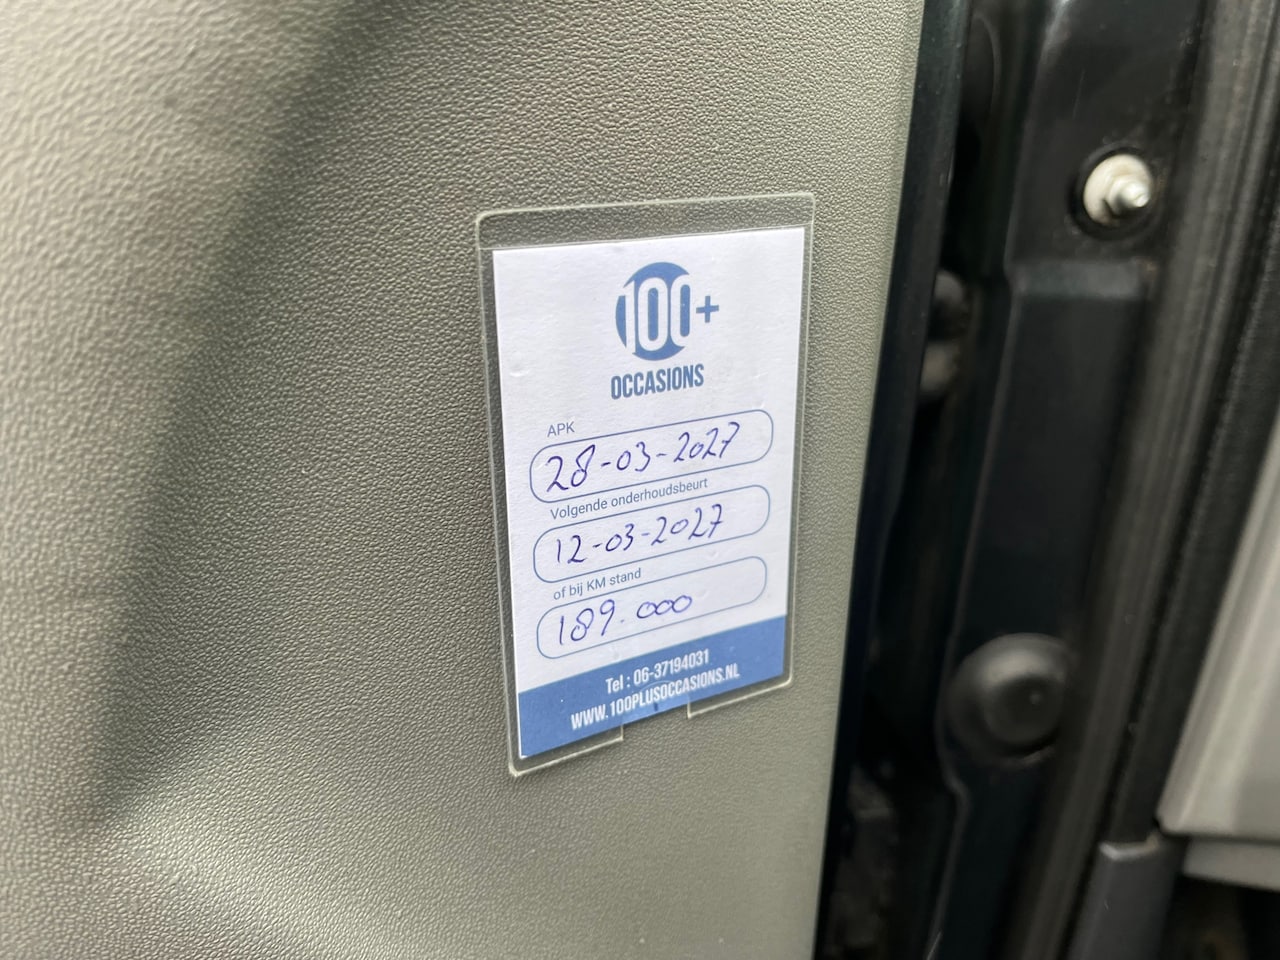 100+
OCCASIONS
APK
28-03-2027
Volgende onderhoudsbeurt
12-03-2027
of bij KM stand
189.000
Tel : 06-37194031
WWW.100PLUSOCCASIONS.NL